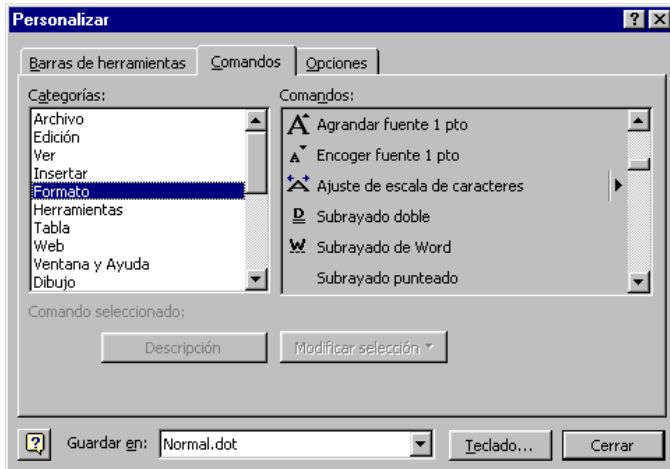 Personalizar
Barras de herramientas Comandos Opciones
Categorías: Comandos:
Archivo
Edición
Ver
Insertar
Formato
Herramientas
Tabla
Web
Ventana y Ayuda
Dibujo
Agrandar fuente 1 pto
Encoger fuente 1 pto
Ajuste de escala de caracteres
Subrayado doble
Subrayado de Word
Subrayado punteado
Comando seleccionado:
Descripción Modificar selección
Guardar en: Normal.dot Teclado... Cerrar